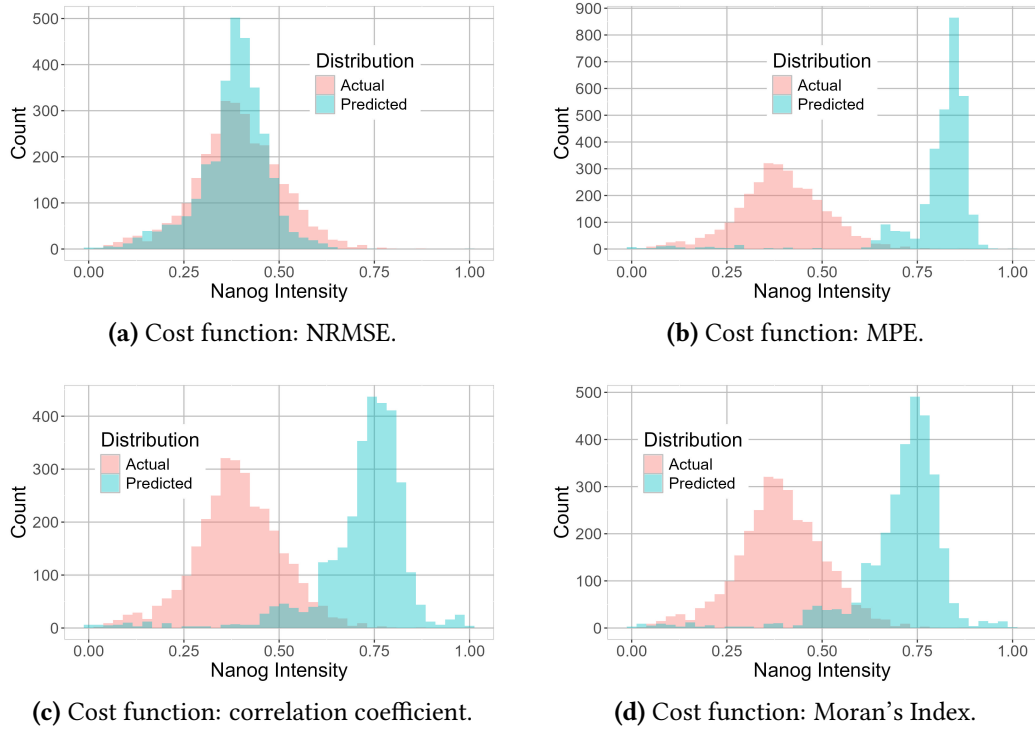 500
400
300
200
100
0
Count
Distribution
Actual
Predicted
0.00 0.25 0.50 0.75 1.00
Nanog Intensity
(a) Cost function: NRMSE.
900
800
700
600
500
400
300
200
100
0
Count
Distribution
Actual
Predicted
0.00 0.25 0.50 0.75 1.00
Nanog Intensity
(b) Cost function: MPE.
400
300
200
100
0
Count
Distribution
Actual
Predicted
0.00 0.25 0.50 0.75 1.00
Nanog Intensity
(c) Cost function: correlation coefficient.
500
400
300
200
100
0
Count
Distribution
Actual
Predicted
0.00 0.25 0.50 0.75 1.00
Nanog Intensity
(d) Cost function: Moran's Index.